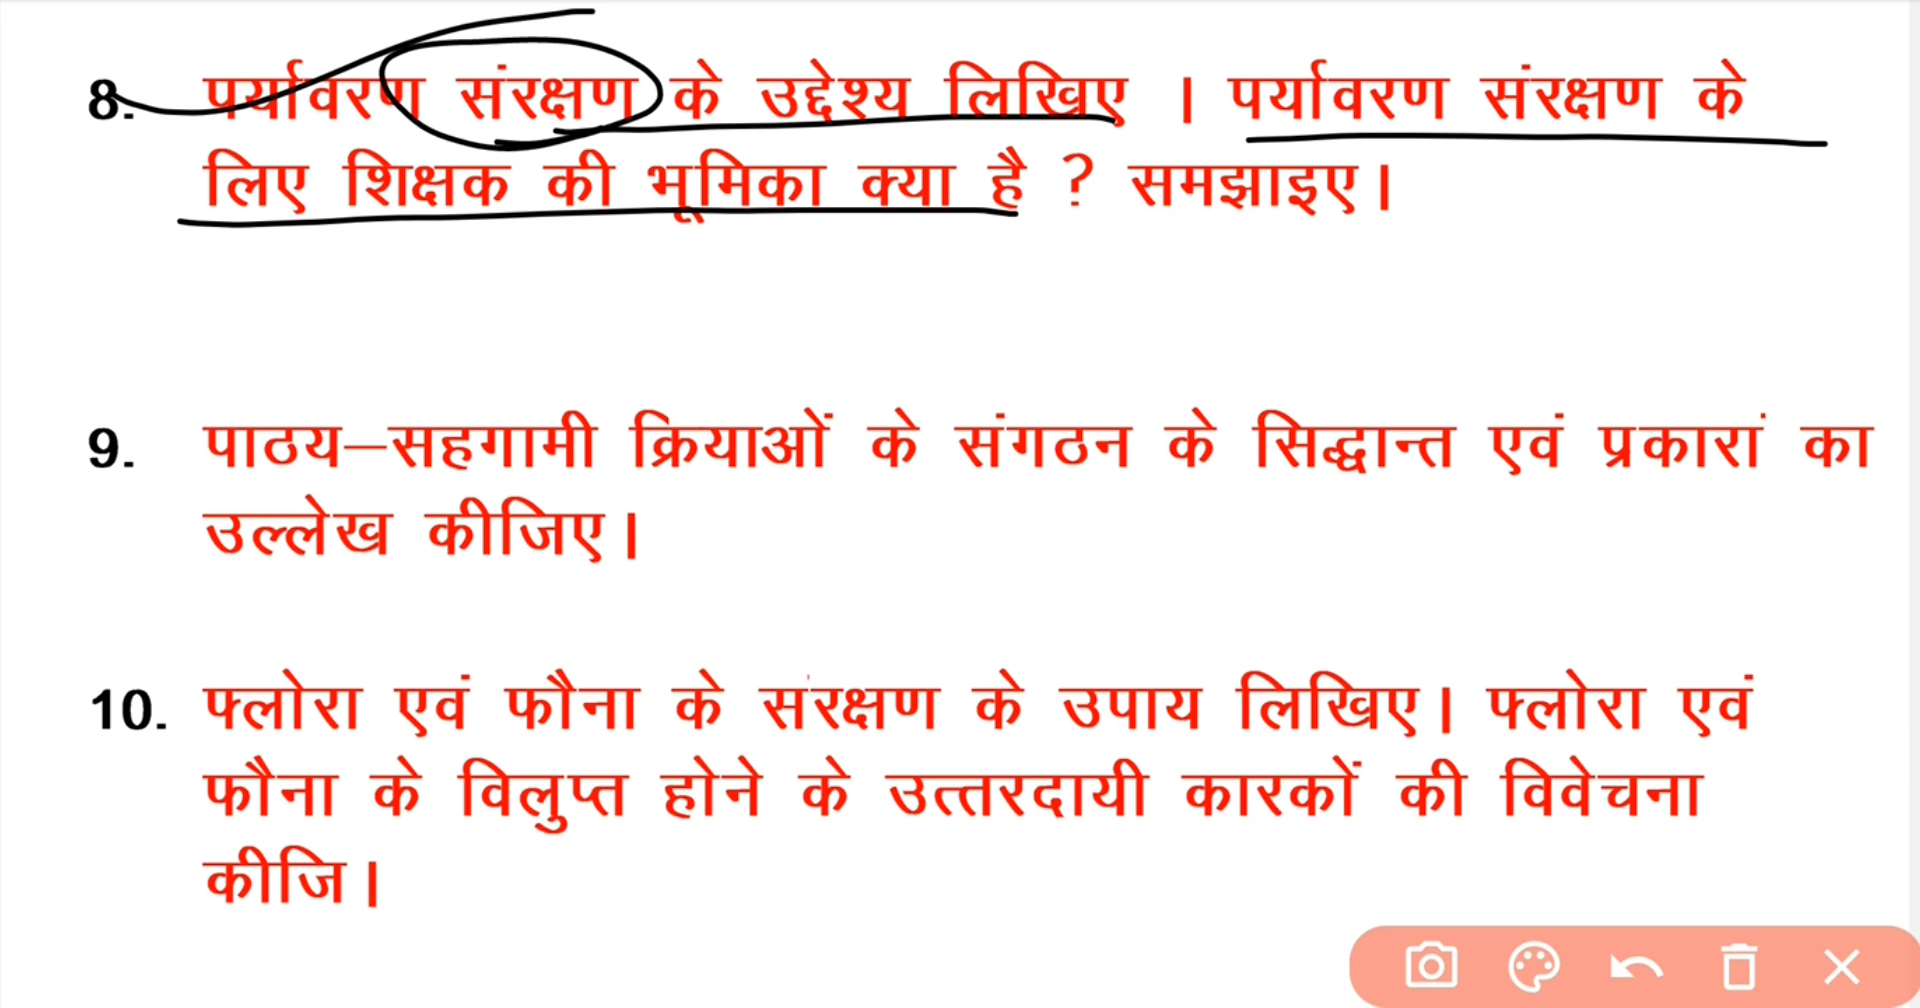 8. पर्यावरण संरक्षण के उद्देश्य लिखिए । पर्यावरण संरक्षण के
लिए शिक्षक की भूमिका क्या है ? समझाइए।
9. पाठय–सहगामी क्रियाओं के संगठन के सिद्धान्त एवं प्रकारां का
उल्लेख कीजिए।
10. फ्लोरा एवं फौना के संरक्षण के उपाय लिखिए। फ्लोरा एवं
फौना के विलुप्त होने के उत्तरदायी कारकों की विवेचना
कीजि।